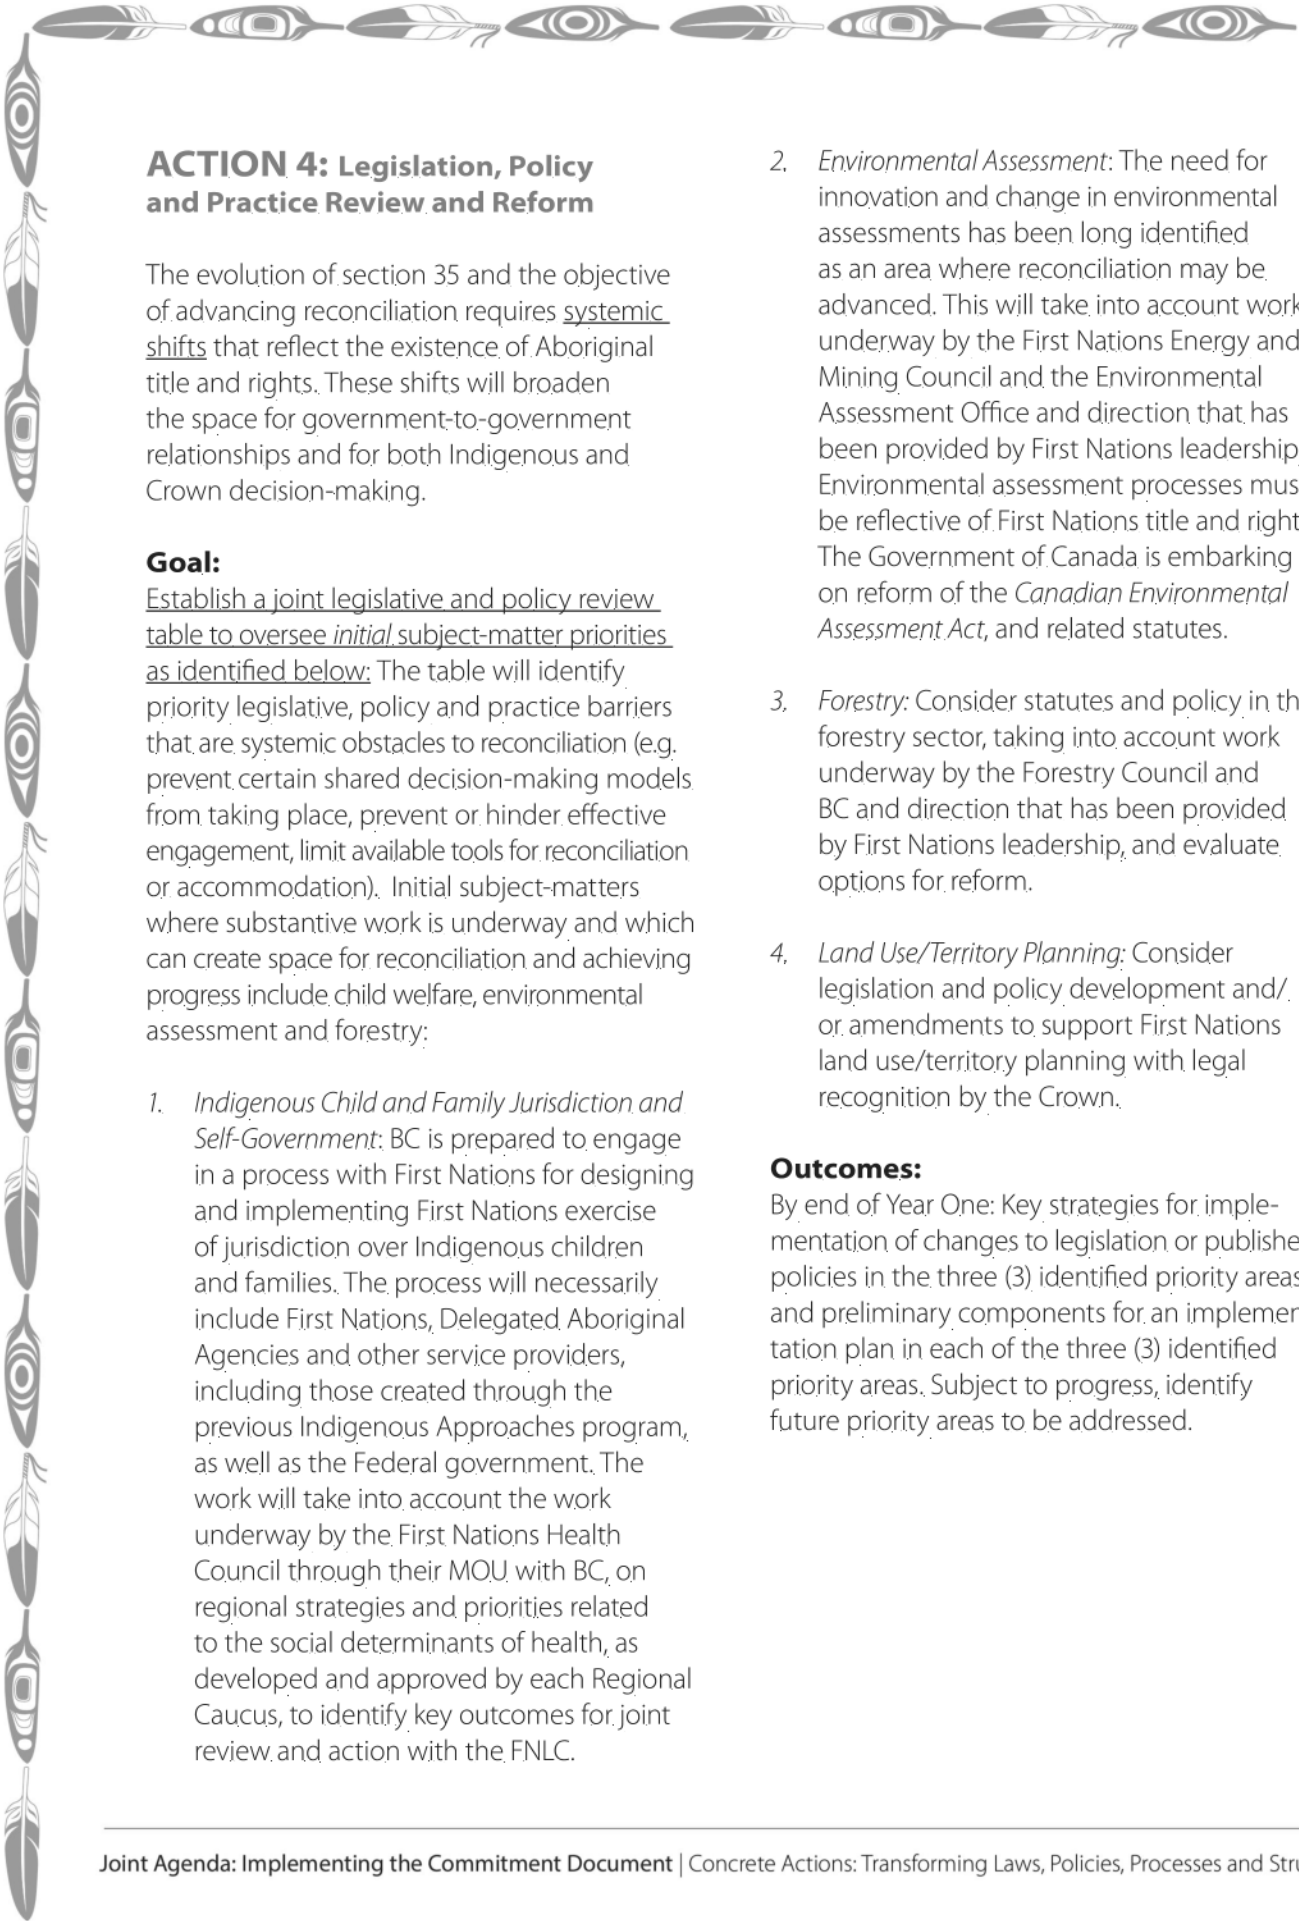 ACTION 4: Legislation, Policy
and Practice Review and Reform
The evolution of section 35 and the objective
of advancing reconciliation requires systemic
shifts that reflect the existence of Aboriginal
title and rights. These shifts will broaden
the space for government-to-government
relationships and for both Indigenous and
Crown decision-making.
Goal:
Establish a joint legislative and policy review
table to oversee initial subject-matter priorities
as identified below: The table will identify
priority legislative, policy and practice barriers
that are systemic obstacles to reconciliation (e.g.
prevent certain shared decision-making models
from taking place, prevent or hinder effective
engagement, limit available tools for reconciliation
or accommodation). Initial subject-matters
where substantive work is underway and which
can create space for reconciliation and achieving
progress include child welfare, environmental
assessment and forestry:
1. Indigenous Child and Family Jurisdiction and
Self-Government: BC is prepared to engage
in a process with First Nations for designing
and implementing First Nations exercise
of jurisdiction over Indigenous children
and families. The process will necessarily
include First Nations, Delegated Aboriginal
Agencies and other service providers,
including those created through the
previous Indigenous Approaches program,
as well as the Federal government. The
work will take into account the work
underway by the First Nations Health
Council through their MOU with BC, on
regional strategies and priorities related
to the social determinants of health, as
developed and approved by each Regional
Caucus, to identify key outcomes for joint
review and action with the FNLC.
2. Environmental Assessment: The need for
innovation and change in environmental
assessments has been long identified
as an area where reconciliation may be
advanced. This will take into account work
underway by the First Nations Energy and
Mining Council and the Environmental
Assessment Office and direction that has
been provided by First Nations leadership
Environmental assessment processes mus
be reflective of First Nations title and right
The Government of Canada is embarking
on reform of the Canadian Environmental
Assessment Act, and related statutes.
3. Forestry: Consider statutes and policy in th
forestry sector, taking into account work
underway by the Forestry Council and
BC and direction that has been provided
by First Nations leadership, and evaluate
options for reform.
4. Land Use/Territory Planning: Consider
legislation and policy development and/
or amendments to support First Nations
land use/territory planning with legal
recognition by the Crown.
Outcomes:
By end of Year One: Key strategies for imple-
mentation of changes to legislation or publishe
policies in the three (3) identified priority areas
and preliminary components for an implemen
tation plan in each of the three (3) identified
priority areas. Subject to progress, identify
future priority areas to be addressed.
Joint Agenda: Implementing the Commitment Document | Concrete Actions: Transforming Laws, Policies, Processes and Stru